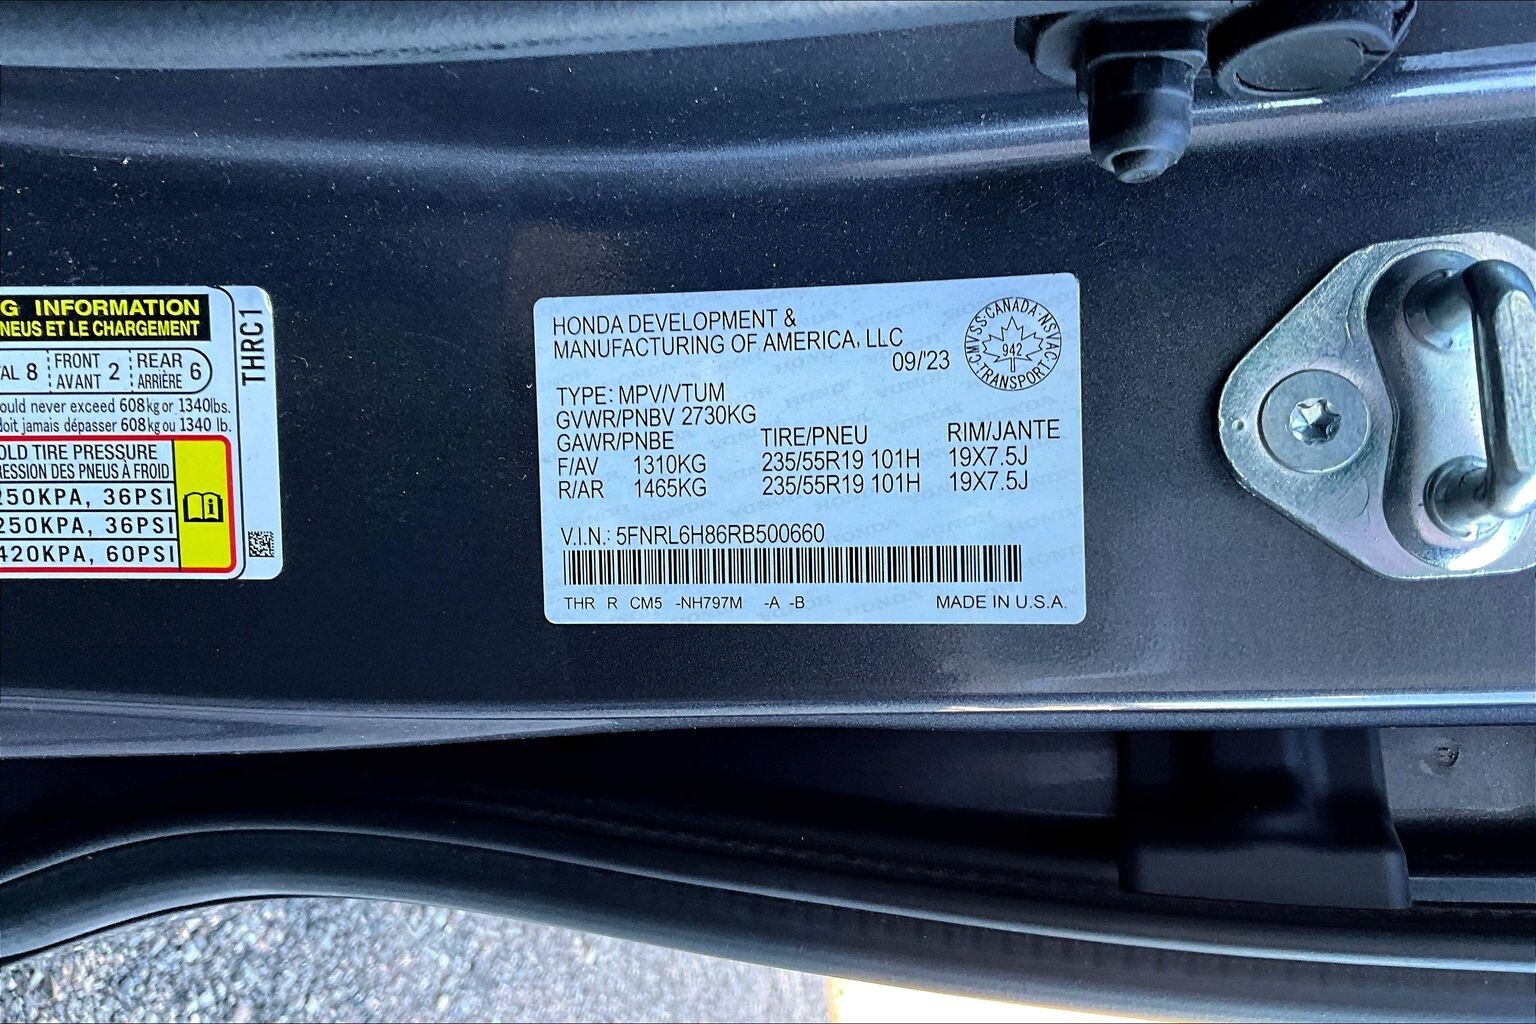 G INFORMATION
NEUS ET LE CHARGEMENT
AL 8 FRONT AVANT 2 REAR ARRIÈRE 6
ould never exceed 608kg or 1340lbs.
doit jamais dépasser 608kg ou 1340 lb.
OLD TIRE PRESSURE
RESSION DES PNEUS À FROID
250KPA, 36PSI
250KPA, 36PSI
420KPA, 60PSI
THRC1
HONDA DEVELOPMENT &
MANUFACTURING OF AMERICA, LLC
09/'23
CMVSS·CANADA·NSVAC·TRANSPORT·
942
TYPE: MPV/VTUM
GVWR/PNBV 2730KG
GAWR/PNBE TIRE/PNEU RIM/JANTE
F/AV 1310KG 235/55R19 101H 19X7.5J
R/AR 1465KG 235/55R19 101H 19X7.5J
V.I.N.: 5FNRL6H86RB500660
THR R CM5 -NH797M -A -B MADE IN U.S.A.